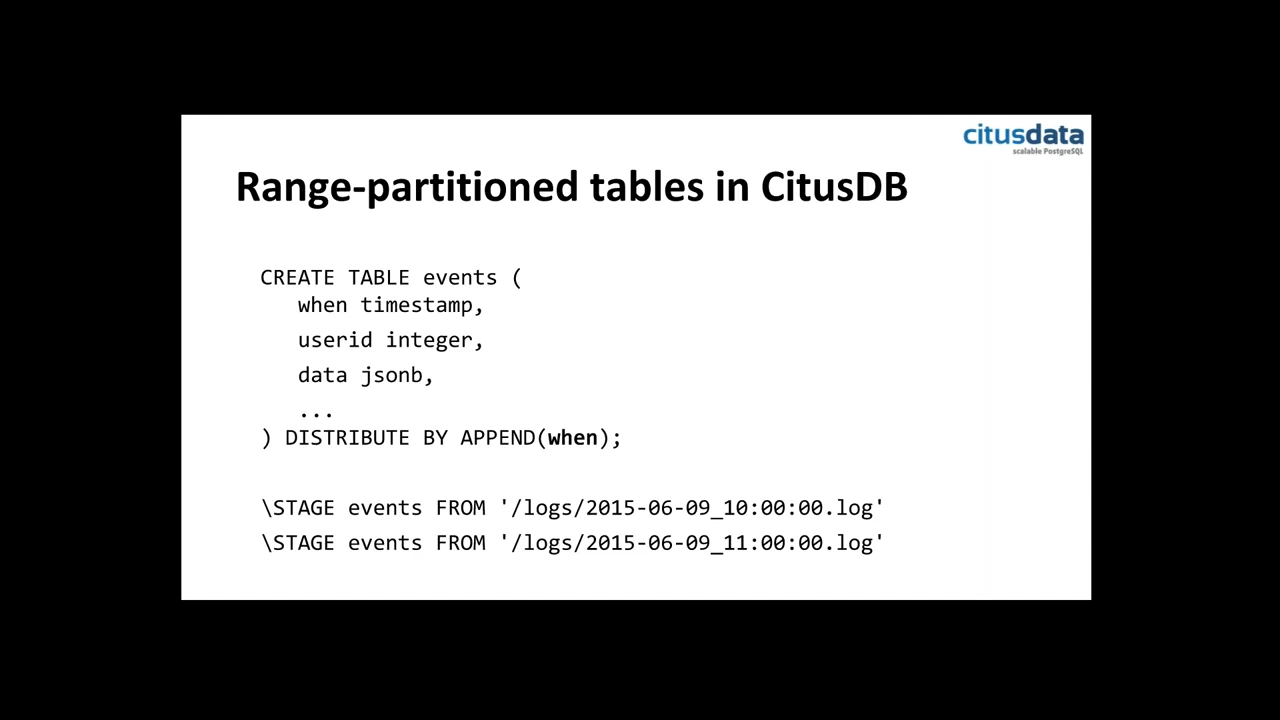 citusdata
scalable PostgreSQL
Range-partitioned tables in CitusDB
CREATE TABLE events (
when timestamp,
userid integer,
data jsonb,
...
) DISTRIBUTE BY APPEND(when);
\STAGE events FROM '/logs/2015-06-09_10:00:00.log'
\STAGE events FROM '/logs/2015-06-09_11:00:00.log'